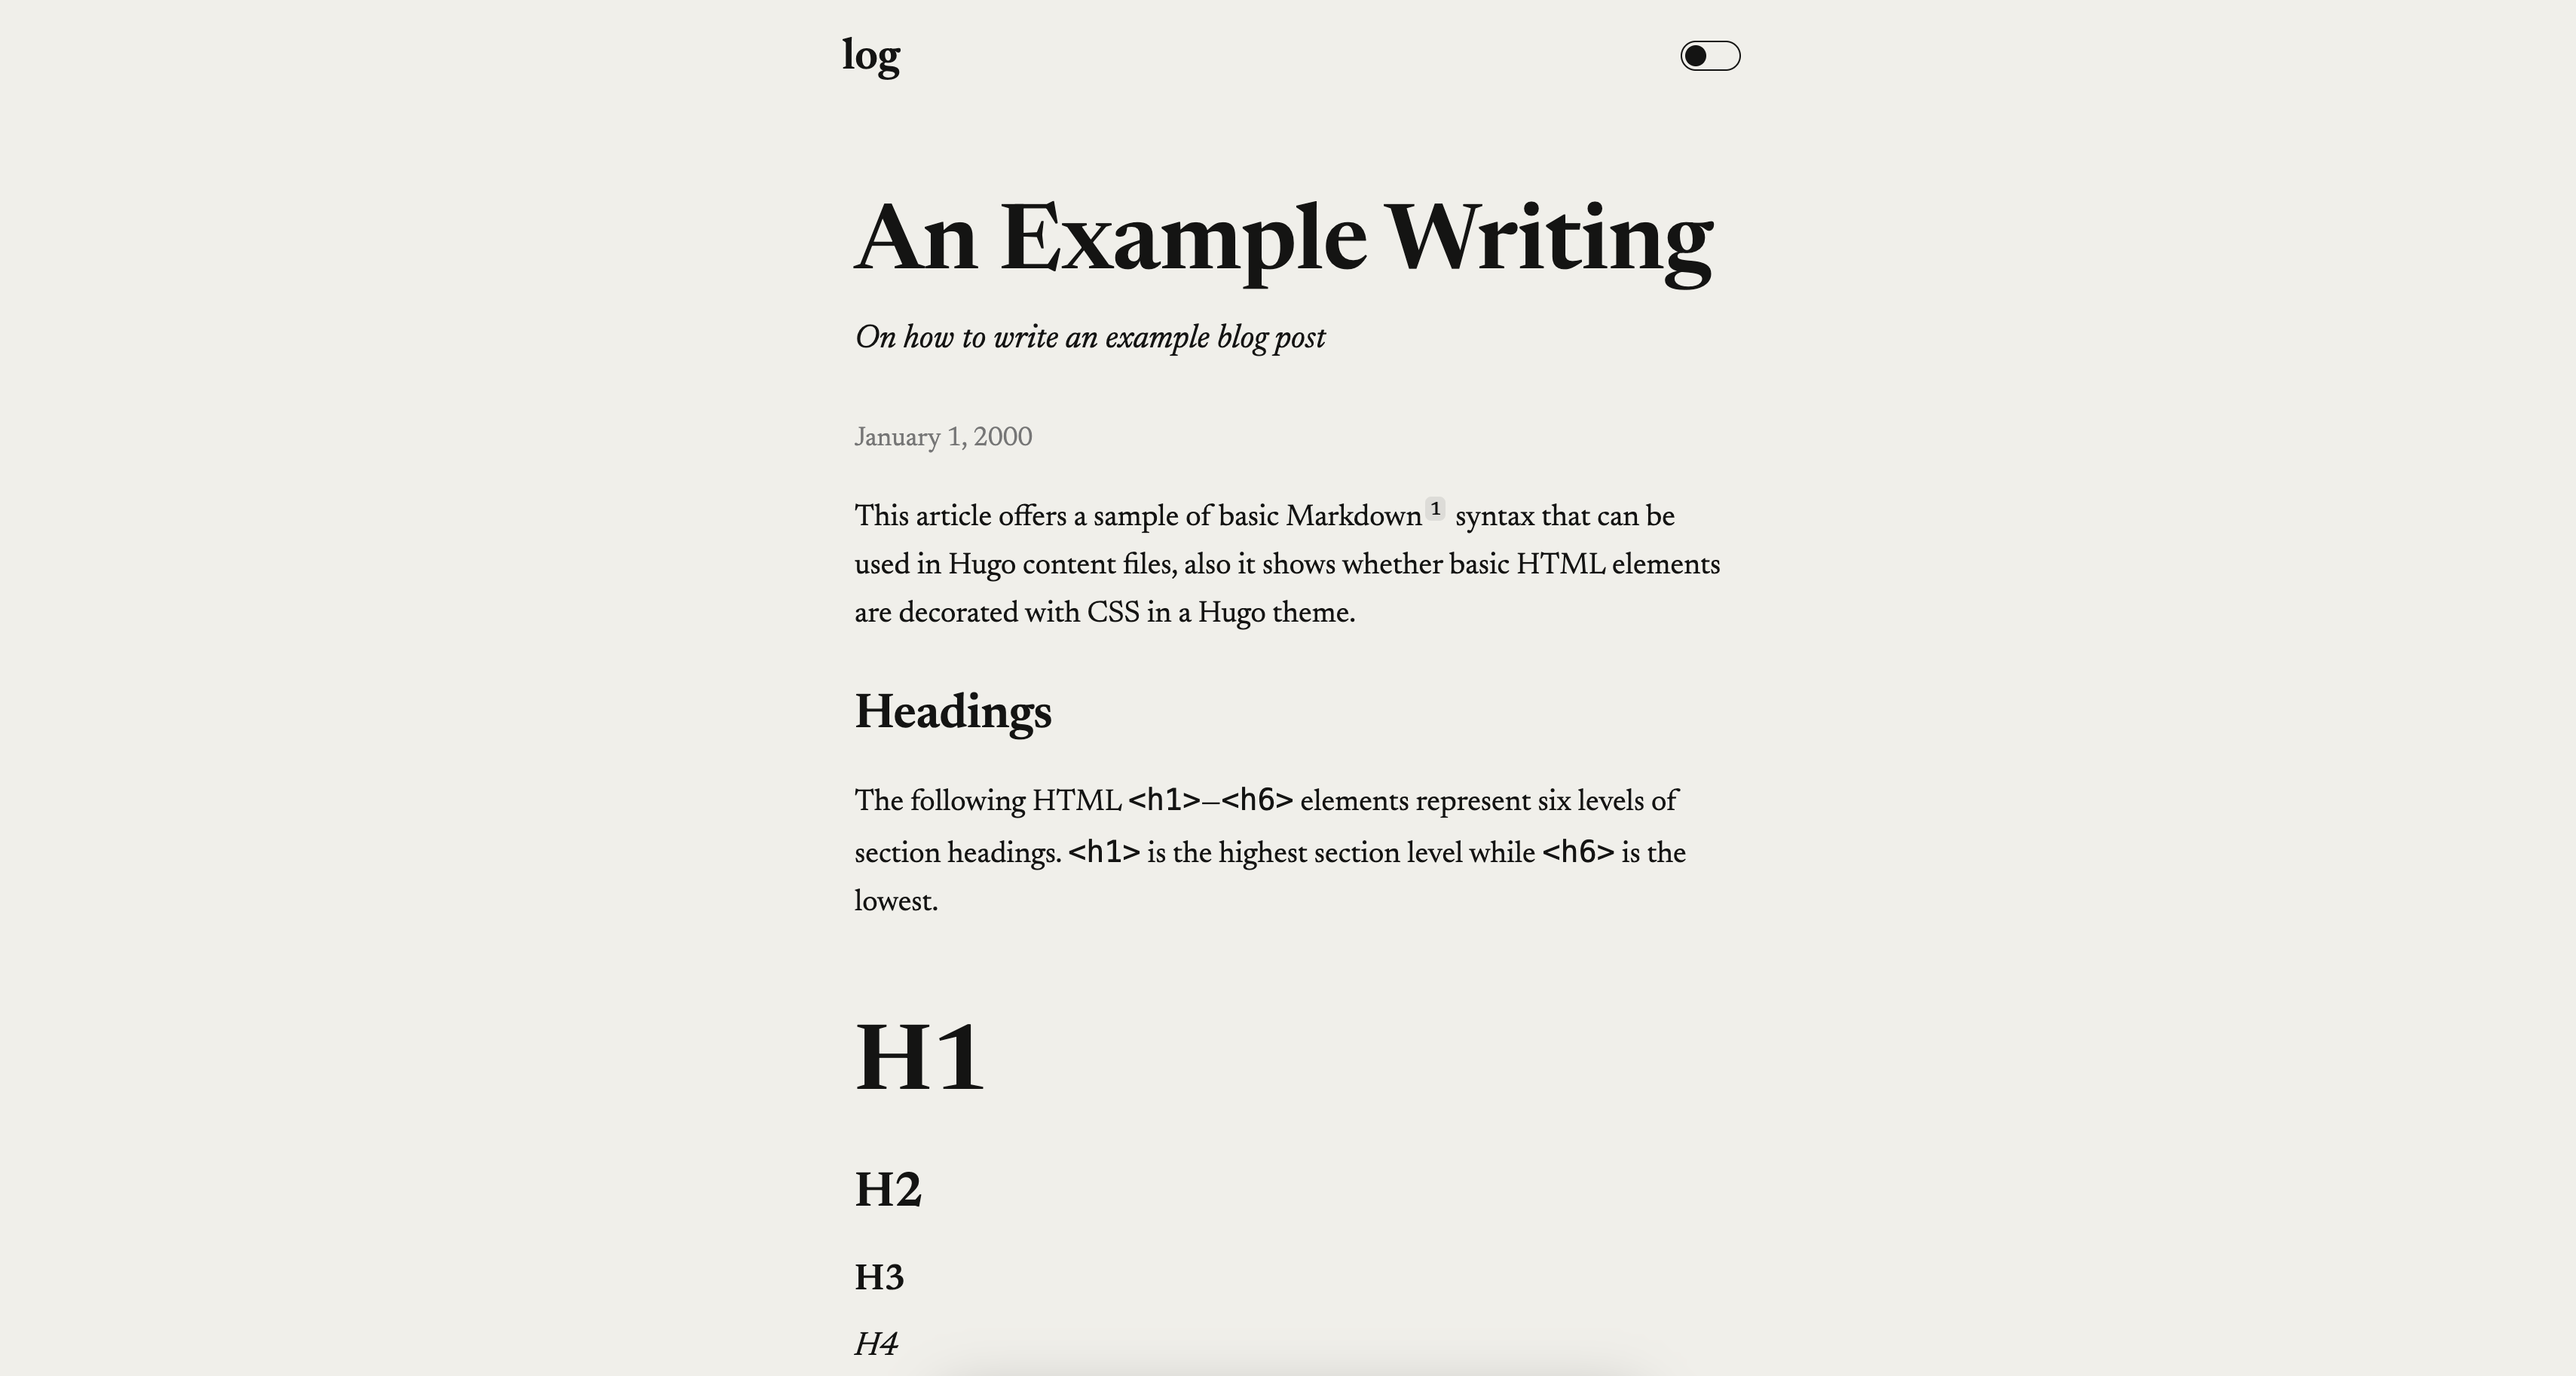 log
An Example Writing
On how to write an example blog post
January 1, 2000
This article offers a sample of basic Markdown 1 syntax that can be
used in Hugo content files, also it shows whether basic HTML elements
are decorated with CSS in a Hugo theme.
Headings
The following HTML <h1>—<h6> elements represent six levels of
section headings. <h1> is the highest section level while <h6> is the
lowest.
H1
H2
H3
H4